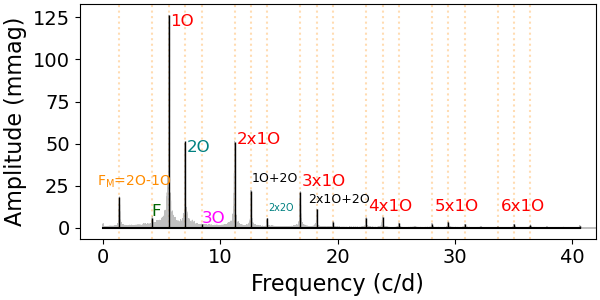 Amplitude (mmag)
125
100
75
50
25
0
1O
2O
2x1O
F_M=2O-1O
F
3O
1O+2O
2x2O
3x1O
2x1O+2O
4x1O
5x1O
6x1O
0
10
20
30
40
Frequency (c/d)